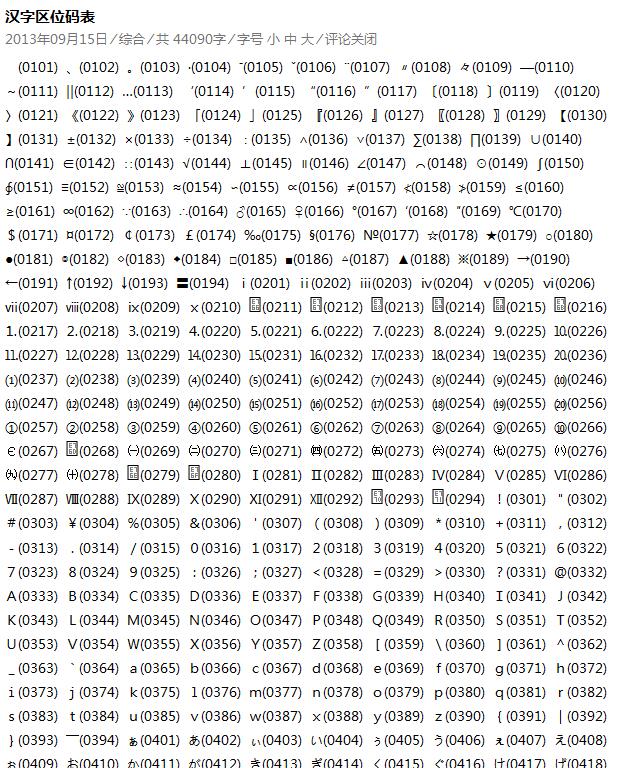 汉字区位码表
2013年09月15日 ⁄ 综合 ⁄ 共 44090字 ⁄ 字号 小 中 大 ⁄ 评论关闭
(0101) 、(0102) 。(0103) ·(0104) ˉ(0105) ˇ(0106) ¨(0107) 〃(0108) 々(0109) —(0110)
~(0111) ||(0112) …(0113) ‘(0114) ’(0115) “(0116) ”(0117) 〔(0118) 〕(0119) 〈(0120)
〉(0121) 《(0122) 》(0123) 「(0124) 」(0125) 『(0126) 』(0127) 〖(0128) 〗(0129) 【(0130)
】(0131) ±(0132) ×(0133) ÷(0134) ∶(0135) ∧(0136) ∨(0137) ∑(0138) ∏(0139) ∪(0140)
∩(0141) ∈(0142) ∷(0143) √(0144) ⊥(0145) ∥(0146) ∠(0147) ⌒(0148) ⊙(0149) ∫(0150)
∮(0151) ≡(0152) ≌(0153) ≈(0154) ∽(0155) ∝(0156) ≠(0157) ≮(0158) ≯(0159) ≤(0160)
≥(0161) ∞(0162) ∵(0163) ∴(0164) ♂(0165) ♀(0166) °(0167) ′(0168) ″(0169) ℃(0170)
$(0171) ¤(0172) ¢(0173) £(0174) ‰(0175) §(0176) №(0177) ☆(0178) ★(0179) ○(0180)
●(0181) ◎(0182) ◇(0183) ◆(0184) □(0185) ■(0186) △(0187) ▲(0188) ※(0189) →(0190)
←(0191) ↑(0192) ↓(0193) 〓(0194) ⅰ(0201) ⅱ(0202) ⅲ(0203) ⅳ(0204) ⅴ(0205) ⅵ(0206)
ⅶ(0207) ⅷ(0208) ⅸ(0209) ⅹ(0210) (0211) (0212) (0213) (0214) (0215) (0216)
⒈(0217) ⒉(0218) ⒊(0219) ⒋(0220) ⒌(0221) ⒍(0222) ⒎(0223) ⒏(0224) ⒐(0225) ⒑(0226)
⒒(0227) ⒓(0228) ⒔(0229) ⒕(0230) ⒖(0231) ⒗(0232) ⒘(0233) ⒙(0234) ⒚(0235) ⒛(0236)
⑴(0237) ⑵(0238) ⑶(0239) ⑷(0240) ⑸(0241) ⑹(0242) ⑺(0243) ⑻(0244) ⑼(0245) ⑽(0246)
⑾(0247) ⑿(0248) ⒀(0249) ⒁(0250) ⒂(0251) ⒃(0252) ⒄(0253) ⒅(0254) ⒆(0255) ⒇(0256)
①(0257) ②(0258) ③(0259) ④(0260) ⑤(0261) ⑥(0262) ⑦(0263) ⑧(0264) ⑨(0265) ⑩(0266)
€(0267) (0268) ㈠(0269) ㈡(0270) ㈢(0271) ㈣(0272) ㈤(0273) ㈥(0274) ㈦(0275) ㈧(0276)
㈨(0277) ㈩(0278) (0279) (0280) Ⅰ(0281) Ⅱ(0282) Ⅲ(0283) Ⅳ(0284) Ⅴ(0285) Ⅵ(0286)
Ⅶ(0287) Ⅷ(0288) Ⅸ(0289) Ⅹ(0290) Ⅺ(0291) Ⅻ(0292) (0293) (0294) !(0301) "(0302)
#(0303) ¥(0304) %(0305) &(0306) '(0307) ((0308) )(0309) *(0310) +(0311) ,(0312)
-(0313) .(0314) /(0315) 0(0316) 1(0317) 2(0318) 3(0319) 4(0320) 5(0321) 6(0322)
7(0323) 8(0324) 9(0325) :(0326) ;(0327) <(0328) =(0329) >(0330) ?(0331) @(0332)
A(0333) B(0334) C(0335) D(0336) E(0337) F(0338) G(0339) H(0340) I(0341) J(0342)
K(0343) L(0344) M(0345) N(0346) O(0347) P(0348) Q(0349) R(0350) S(0351) T(0352)
U(0353) V(0354) W(0355) X(0356) Y(0357) Z(0358) [(0359) \(0360) ](0361) ^(0362)
_(0363) `(0364) a(0365) b(0366) c(0367) d(0368) e(0369) f(0370) g(0371) h(0372)
i(0373) j(0374) k(0375) l(0376) m(0377) n(0378) o(0379) p(0380) q(0381) r(0382)
s(0383) t(0384) u(0385) v(0386) w(0387) x(0388) y(0389) z(0390) {(0391) |(0392)
}(0393) ￣(0394) ぁ(0401) あ(0402) ぃ(0403) い(0404) ぅ(0405) う(0406) ぇ(0407) え(0408)
ぉ(0409) お(0410) か(0411) が(0412) き(0413) ぎ(0414) く(0415) ぐ(0416) け(0417) げ(0418)